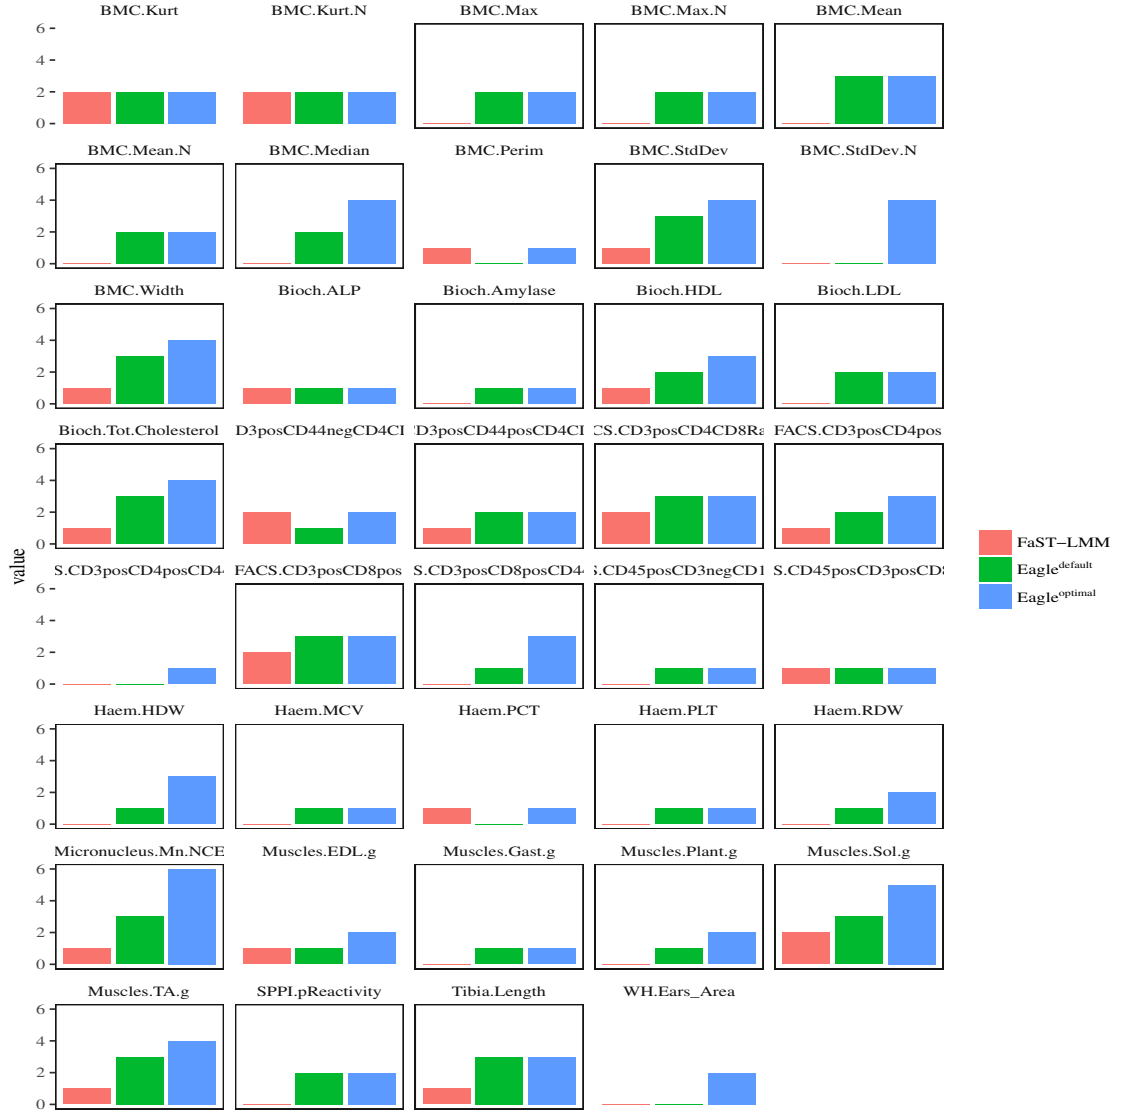 BMC.Kurt BMC.Kurt.N BMC.Max BMC.Max.N BMC.Mean
6
4
2
0
BMC.Mean.N BMC.Median BMC.Perim BMC.StdDev BMC.StdDev.N
6
4
2
0
BMC.Width Bioch.ALP Bioch.Amylase Bioch.HDL Bioch.LDL
6
4
2
0
Bioch.Tot.Cholesterol D3posCD44negCD4CI D3posCD44posCD4CI CS.CD3posCD4CD8Ra FACS.CD3posCD4pos
6
4
2
0
value
S.CD3posCD4posCD4 FACS.CD3posCD8pos S.CD3posCD8posCD4 S.CD45posCD3negCD1 S.CD45posCD3posCD8
6
4
2
0
Haem.HDW Haem.MCV Haem.PCT Haem.PLT Haem.RDW
6
4
2
0
Micronucleus.Mn.NCE Muscles.EDL.g Muscles.Gast.g Muscles.Plant.g Muscles.Sol.g
6
4
2
0
Muscles.TA.g SPPI.pReactivity Tibia.Length WH.Ears_Area
6
4
2
0
FaST−LMM
Eagle^default
Eagle^optimal